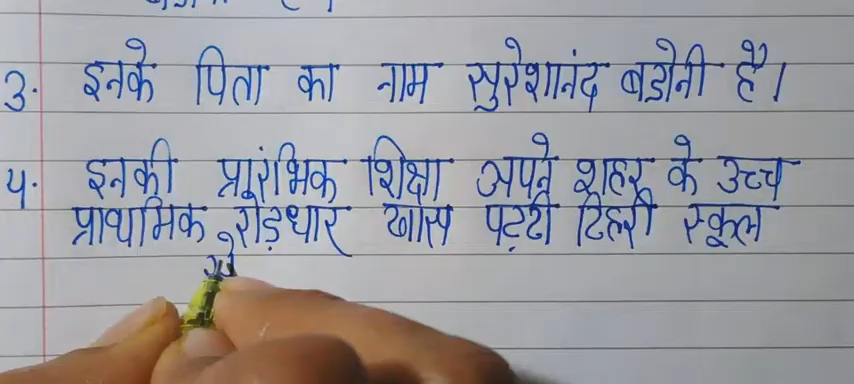 3. इनके पिता का नाम सुरेशानंद बडोनी है।
4. इनकी प्रारंभिक शिक्षा अपने शहर के उच्च
प्राथमिक रोड़धार खास पट्टी टिहरी स्कूल
से